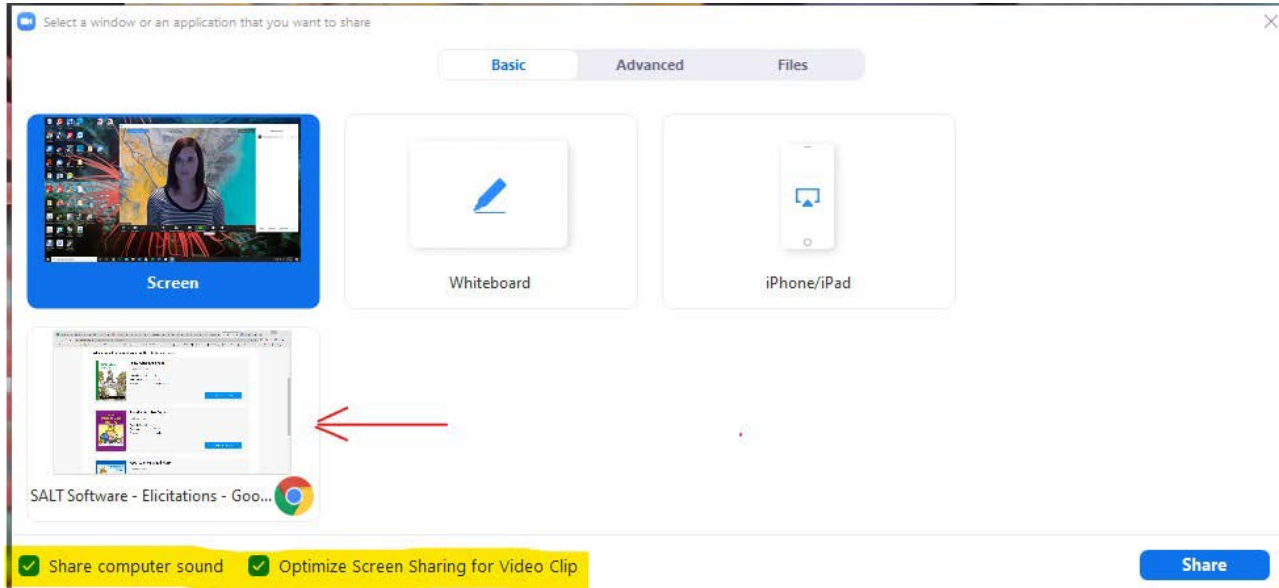 Select a window or an application that you want to share
Basic Advanced Files
Screen Whiteboard iPhone/iPad
SALT Software - Elicitations - Goo...
Share computer sound Optimize Screen Sharing for Video Clip Share